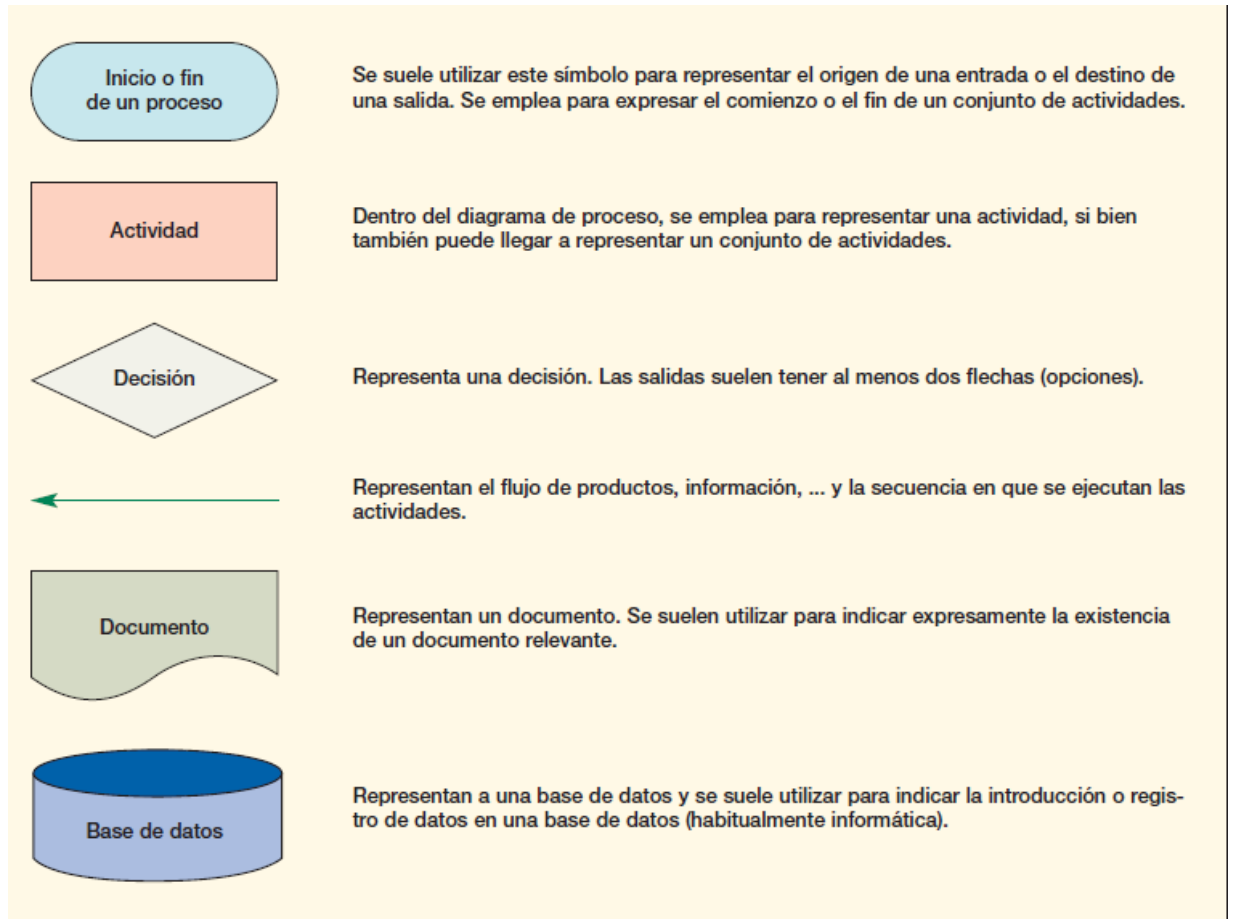 Inicio o fin
de un proceso
Se suele utilizar este símbolo para representar el origen de una entrada o el destino de
una salida. Se emplea para expresar el comienzo o el fin de un conjunto de actividades.
Actividad
Dentro del diagrama de proceso, se emplea para representar una actividad, si bien
también puede llegar a representar un conjunto de actividades.
Decisión
Representa una decisión. Las salidas suelen tener al menos dos flechas (opciones).
Representan el flujo de productos, información, ... y la secuencia en que se ejecutan las
actividades.
Documento
Representan un documento. Se suelen utilizar para indicar expresamente la existencia
de un documento relevante.
Base de datos
Representan a una base de datos y se suele utilizar para indicar la introducción o regis-
tro de datos en una base de datos (habitualmente informática).